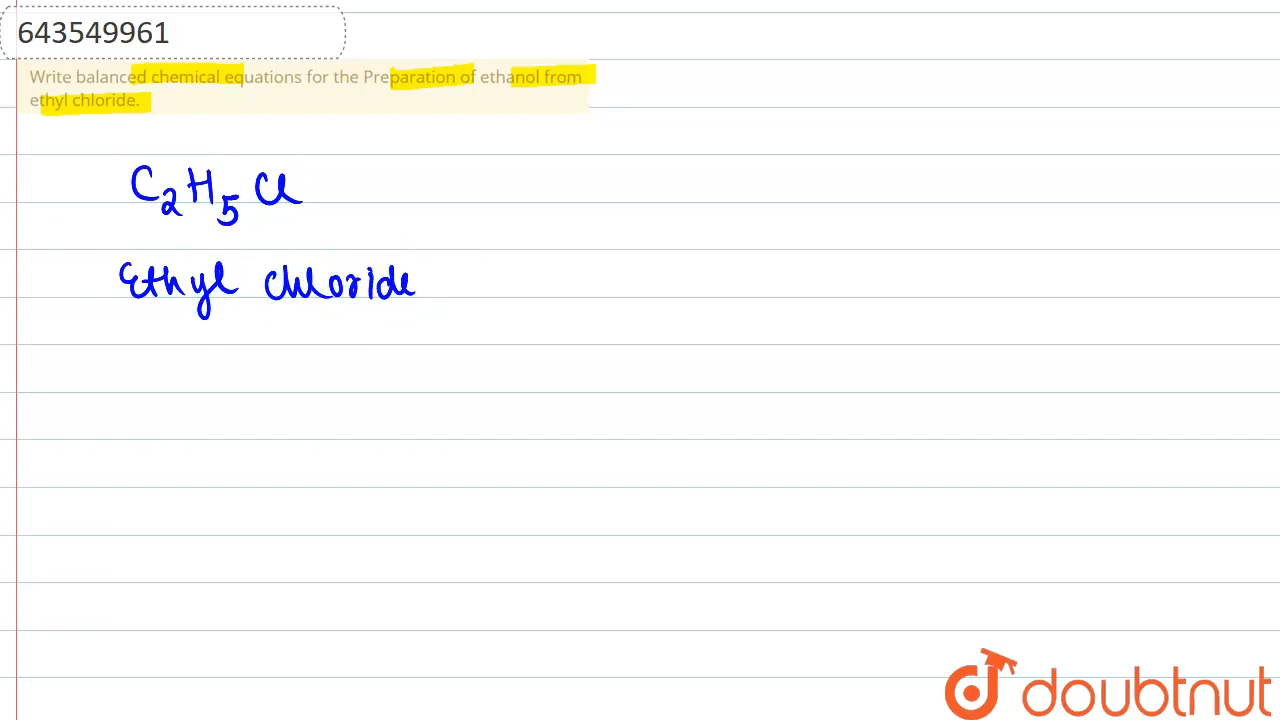 643549961
Write balanced chemical equations for the Preparation of ethanol from
ethyl chloride.
C2H5Cl
Ethyl chloride
doubtnut